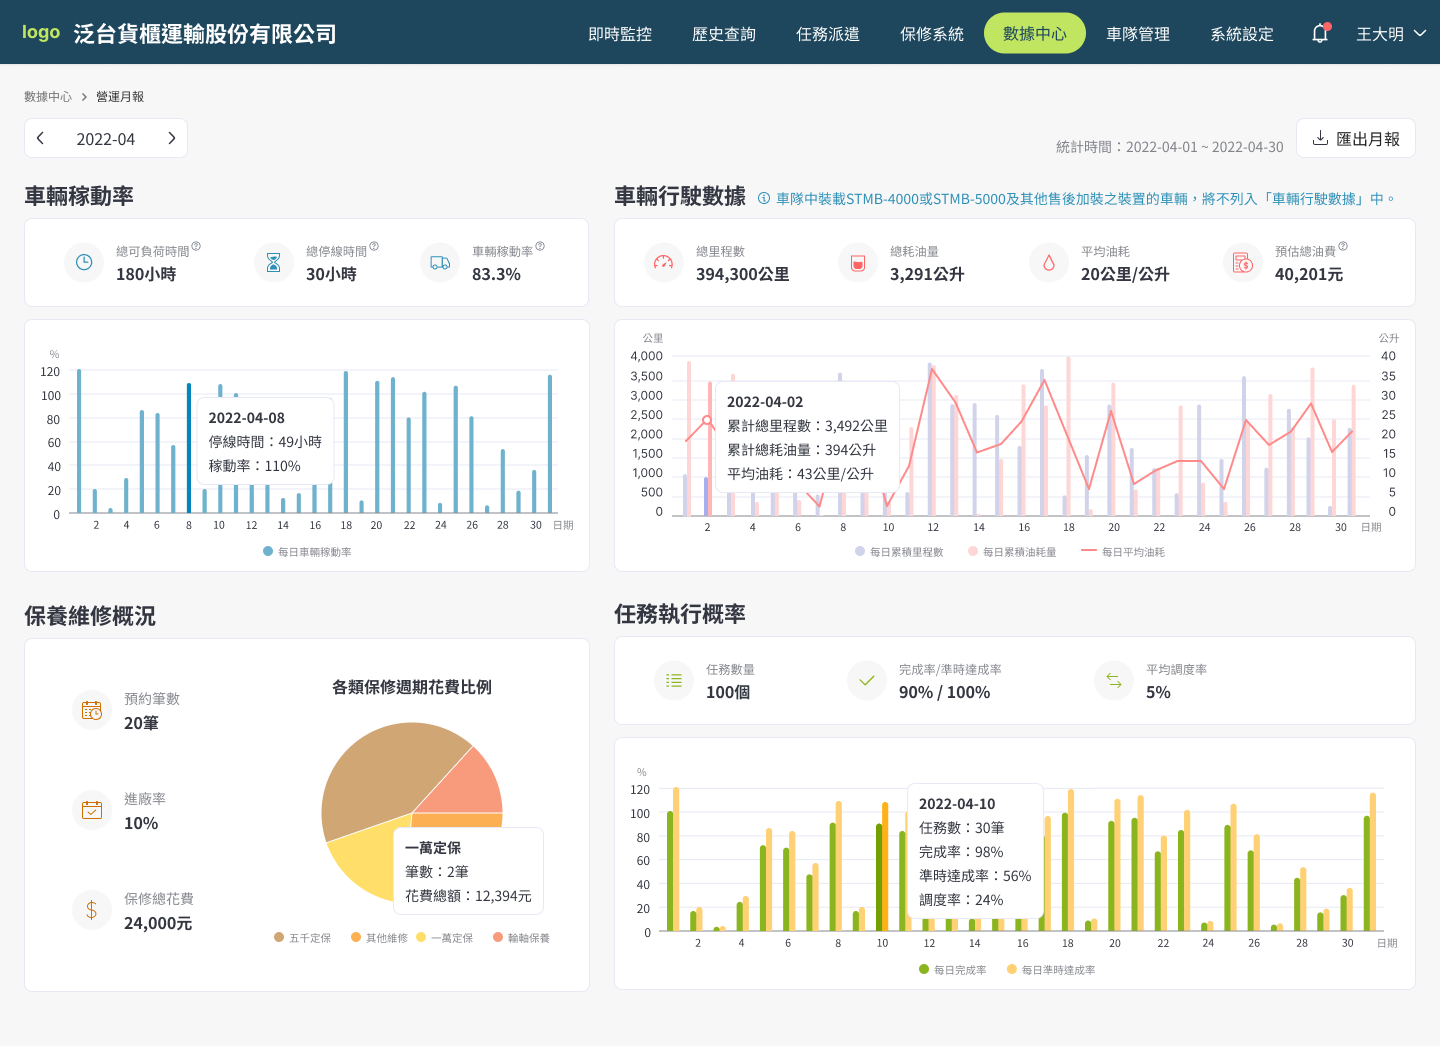 logo 泛台貨櫃運輸股份有限公司
即時監控 歷史查詢 任務派遣 保修系統 數據中心 車隊管理 系統設定 王大明
數據中心 > 營運月報
2022-04
統計時間：2022-04-01 ~ 2022-04-30
匯出月報
車輛稼動率
總可負荷時間
180小時
總停線時間
30小時
車輛稼動率
83.3%
%
120
100
80
60
40
20
0
2022-04-08
停線時間：49小時
稼動率：110%
2 4 6 8 10 12 14 16 18 20 22 24 26 28 30 日期
每日車輛稼動率
車輛行駛數據
車隊中裝載STMB-4000或STMB-5000及其他售後加裝之裝置的車輛，將不列入「車輛行駛數據」中。
總里程數
394,300公里
總耗油量
3,291公升
平均油耗
20公里/公升
預估總油費
40,201元
公里
4,000
3,500
3,000
2,500
2,000
1,500
1,000
500
0
公升
40
35
30
25
20
15
10
5
0
2022-04-02
累計總里程數：3,492公里
累計總耗油量：394公升
平均油耗：43公里/公升
2 4 6 8 10 12 14 16 18 20 22 24 26 28 30 日期
每日累積里程數 每日累積油耗量 每日平均油耗
保養維修概況
預約筆數
20筆
進廠率
10%
保修總花費
24,000元
各類保修週期花費比例
一萬定保
筆數：2筆
花費總額：12,394元
五千定保 其他維修 一萬定保 輪軸保養
任務執行概率
任務數量
100個
完成率/準時達成率
90% / 100%
平均調度率
5%
%
120
100
80
60
40
20
0
2022-04-10
任務數：30筆
完成率：98%
準時達成率：56%
調度率：24%
2 4 6 8 10 12 14 16 18 20 22 24 26 28 30 日期
每日完成率 每日準時達成率